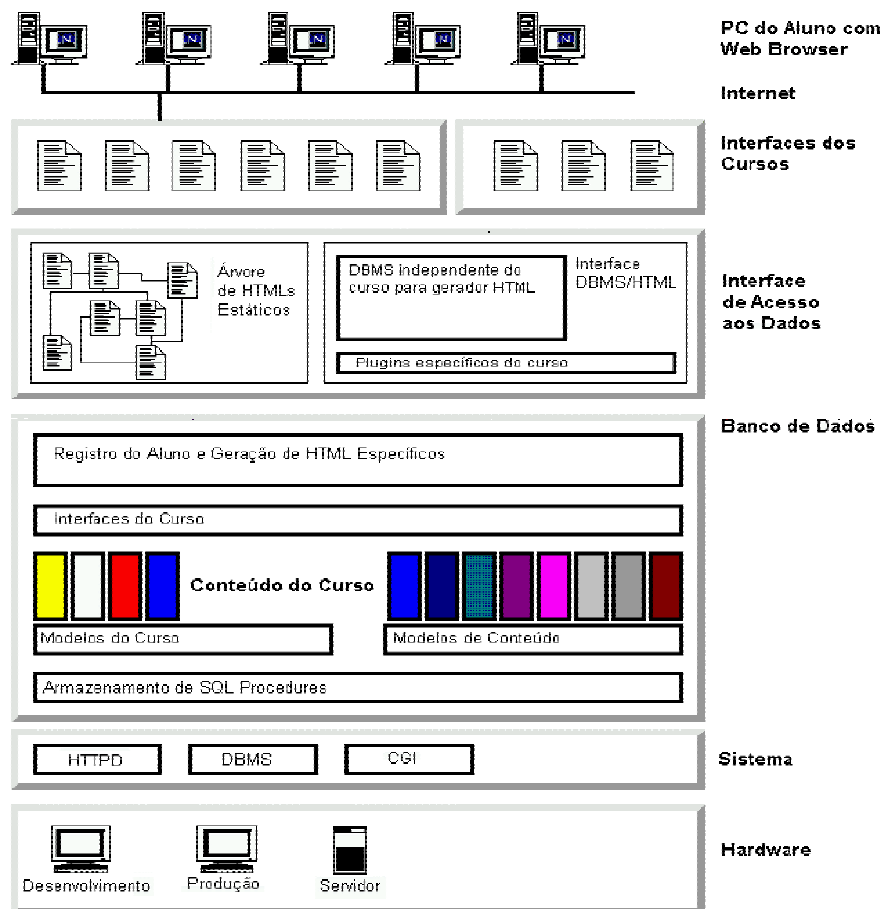 PC do Aluno com
Web Browser
Internet
Interfaces dos
Cursos
Árvore
de HTMLs
Estáticos
DBMS independente do
curso para gerador HTML
Interface
DBMS/HTML
Plugins específicos do curso
Interface
de Acesso
aos Dados
Banco de Dados
Registro do Aluno e Geração de HTML Específicos
Interfaces do Curso
Conteúdo do Curso
Modelos do Curso
Modelos de Conteúdo
Armazenamento de SQL Procedures
HTTPD
DBMS
CGI
Sistema
Desenvolvimento
Produção
Servidor
Hardware